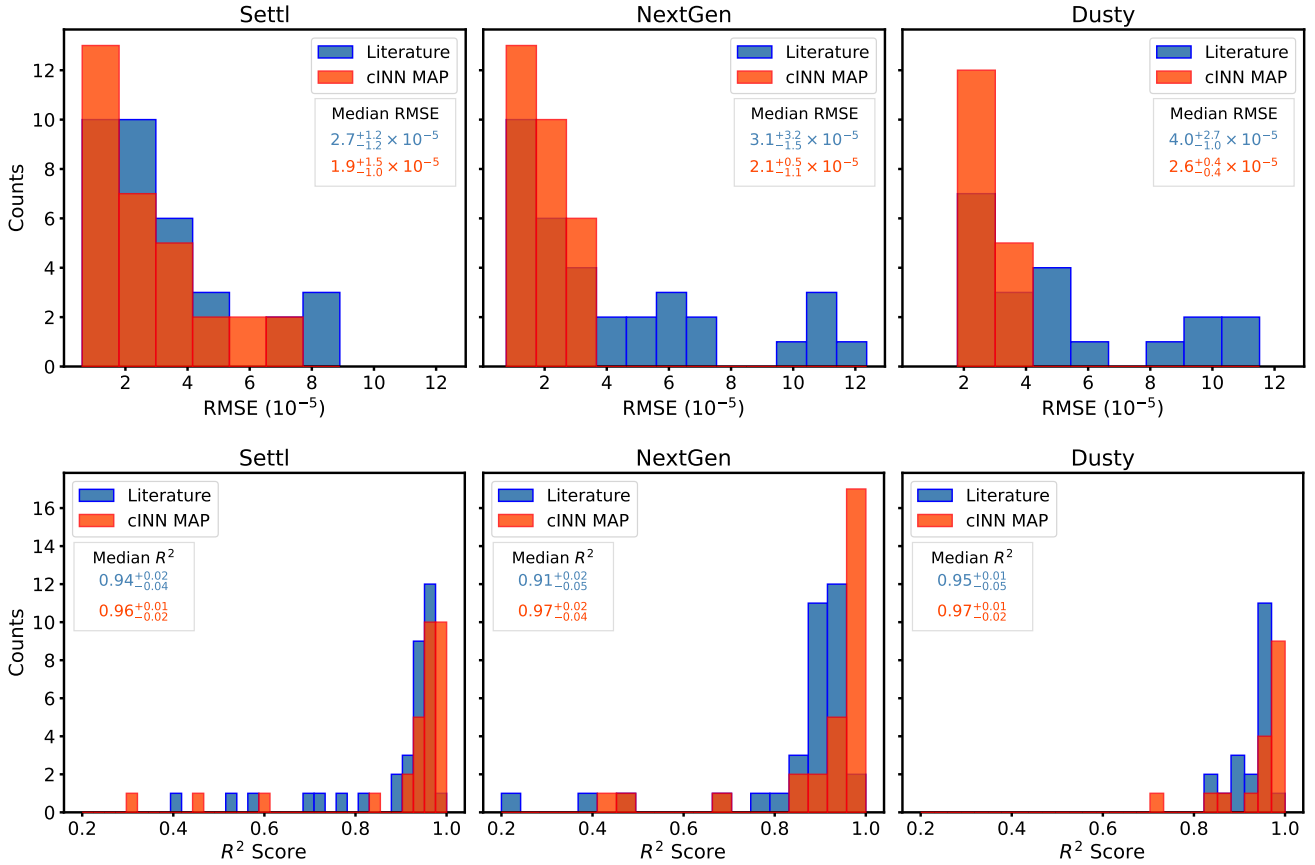 Settl
NextGen
Dusty
Literature
cINN MAP
Median RMSE
2.7^{+1.2}_{-1.2} × 10^{-5}
1.9^{+1.5}_{-1.0} × 10^{-5}
Literature
cINN MAP
Median RMSE
3.1^{+3.2}_{-1.5} × 10^{-5}
2.1^{+0.5}_{-1.1} × 10^{-5}
Literature
cINN MAP
Median RMSE
4.0^{+2.7}_{-1.0} × 10^{-5}
2.6^{+0.4}_{-0.4} × 10^{-5}
Counts
12
10
8
6
4
2
0
2 4 6 8 10 12
2 4 6 8 10 12
2 4 6 8 10 12
RMSE (10^{-5})
RMSE (10^{-5})
RMSE (10^{-5})
Settl
NextGen
Dusty
Literature
cINN MAP
Median R²
0.94^{+0.02}_{-0.04}
0.96^{+0.01}_{-0.02}
Literature
cINN MAP
Median R²
0.91^{+0.02}_{-0.05}
0.97^{+0.02}_{-0.04}
Literature
cINN MAP
Median R²
0.95^{+0.01}_{-0.05}
0.97^{+0.01}_{-0.02}
Counts
16
14
12
10
8
6
4
2
0
0.2 0.4 0.6 0.8 1.0
0.2 0.4 0.6 0.8 1.0
0.2 0.4 0.6 0.8 1.0
R² Score
R² Score
R² Score